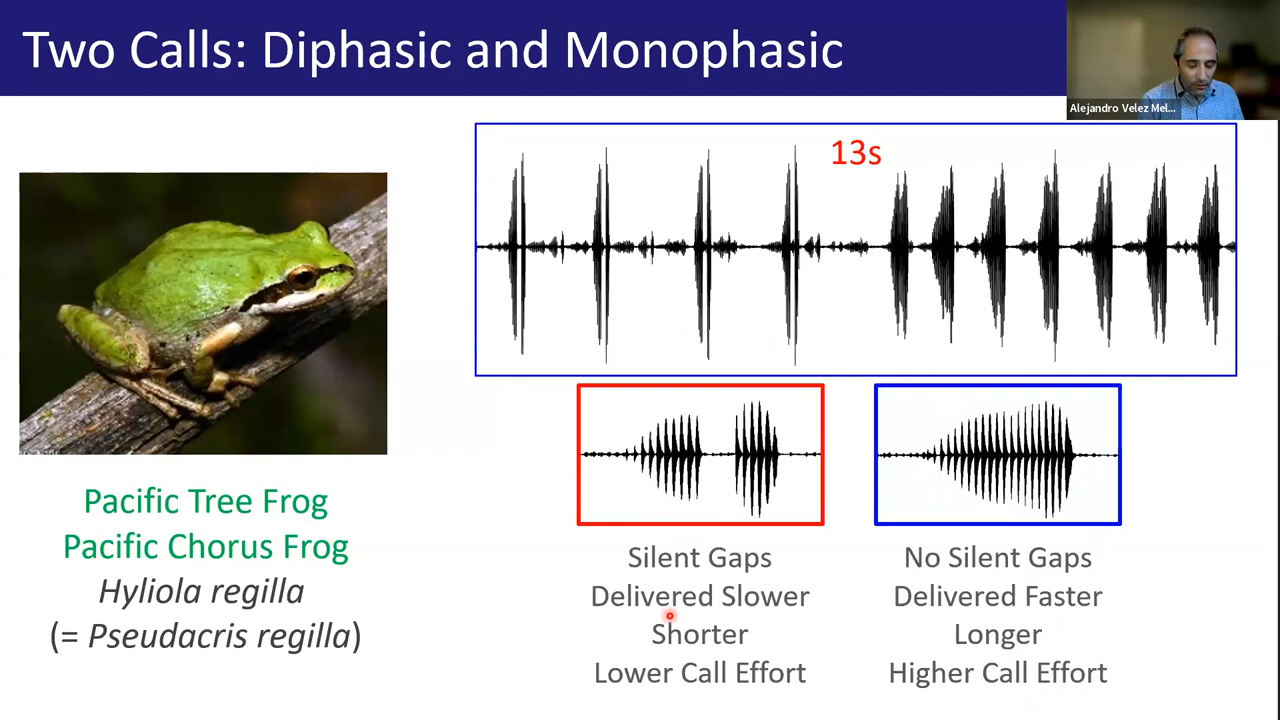 Two Calls: Diphasic and Monophasic
Alejandro Velez Mel...
13s
Pacific Tree Frog
Pacific Chorus Frog
Hyliola regilla
(= Pseudacris regilla)
Silent Gaps
Delivered Slower
Shorter
Lower Call Effort
No Silent Gaps
Delivered Faster
Longer
Higher Call Effort